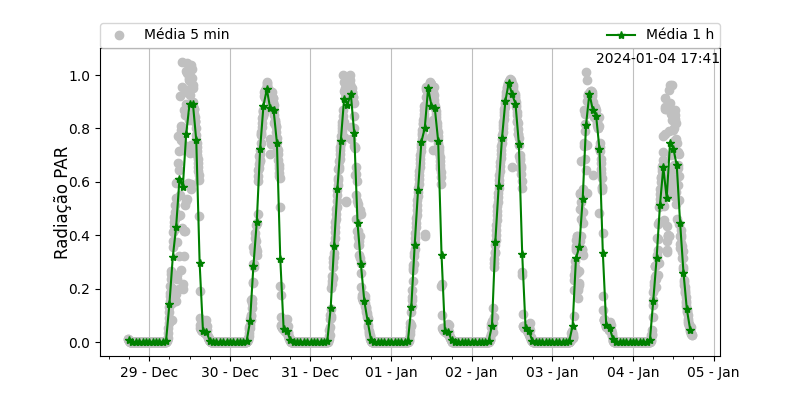 Média 5 min
Média 1 h
2024-01-04 17:41
Radiação PAR
1.0
0.8
0.6
0.4
0.2
0.0
29 - Dec
30 - Dec
31 - Dec
01 - Jan
02 - Jan
03 - Jan
04 - Jan
05 - Jan